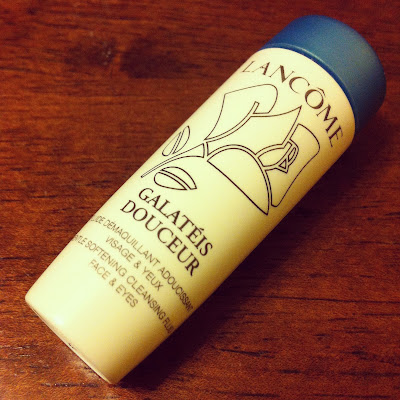 LANCÔME
GALATÉIS
DOUCEUR
DÉMAQUILLANT ADOUCISSANT
VISAGE & YEUX
SOFTENING CLEANSING
FACE & EYES